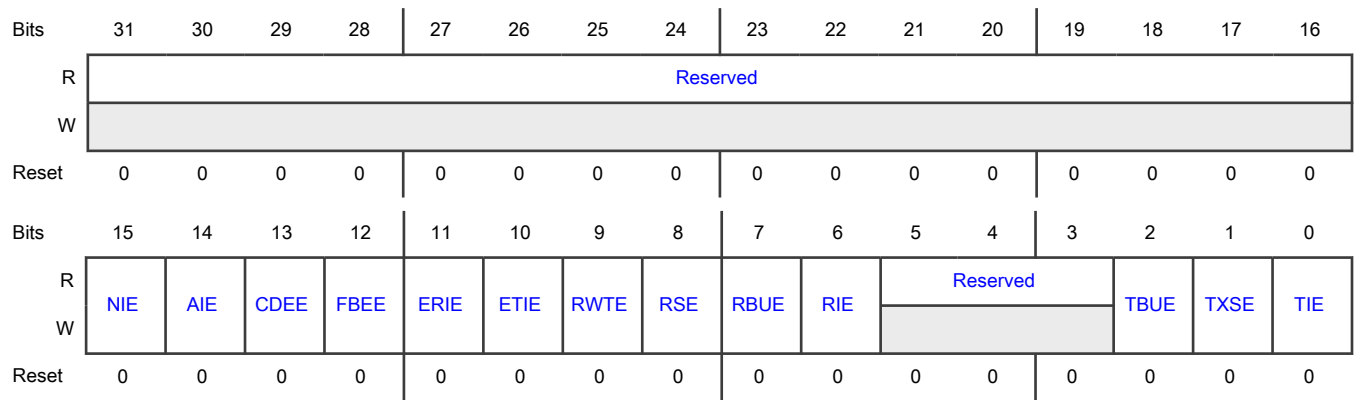 Bits 31 30 29 28 27 26 25 24 23 22 21 20 19 18 17 16
R Reserved
W
Reset 0 0 0 0 0 0 0 0 0 0 0 0 0 0 0 0
Bits 15 14 13 12 11 10 9 8 7 6 5 4 3 2 1 0
R Reserved
NIE AIE CDEE FBEE ERIE ETIE RWTE RSE RBUE RIE TBUE TXSE TIE
W
Reset 0 0 0 0 0 0 0 0 0 0 0 0 0 0 0 0